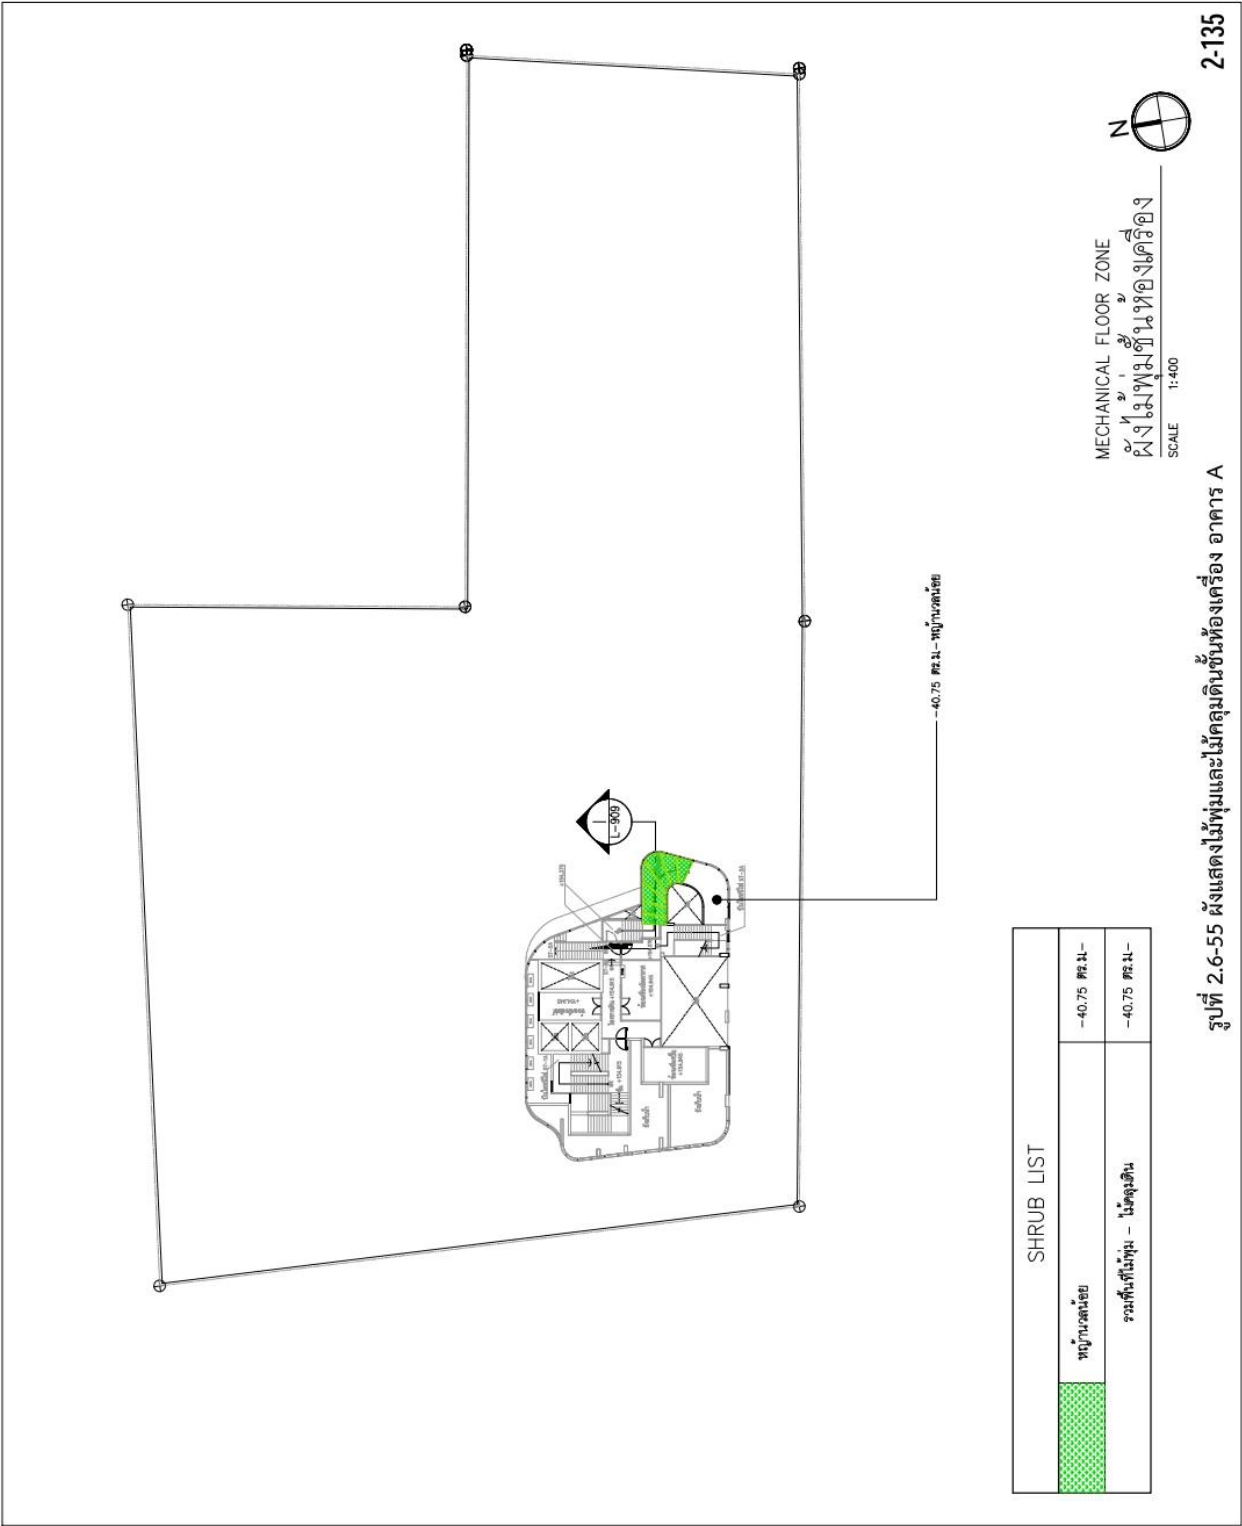 2-135
N
MECHANICAL FLOOR ZONE
ผังไม้พุ่มชั้นห้องเครื่อง
SCALE 1:400
L-909
-40.75 ตร.ม-หญ้านวลน้อย
SHRUB LIST
หญ้านวลน้อย -40.75 ตร.ม-
รวมพื้นที่ไม้พุ่ม - ไม้คลุมดิน -40.75 ตร.ม-
รูปที่ 2.6-55 ผังแสดงไม้พุ่มและไม้คลุมดินชั้นห้องเครื่อง อาคาร A